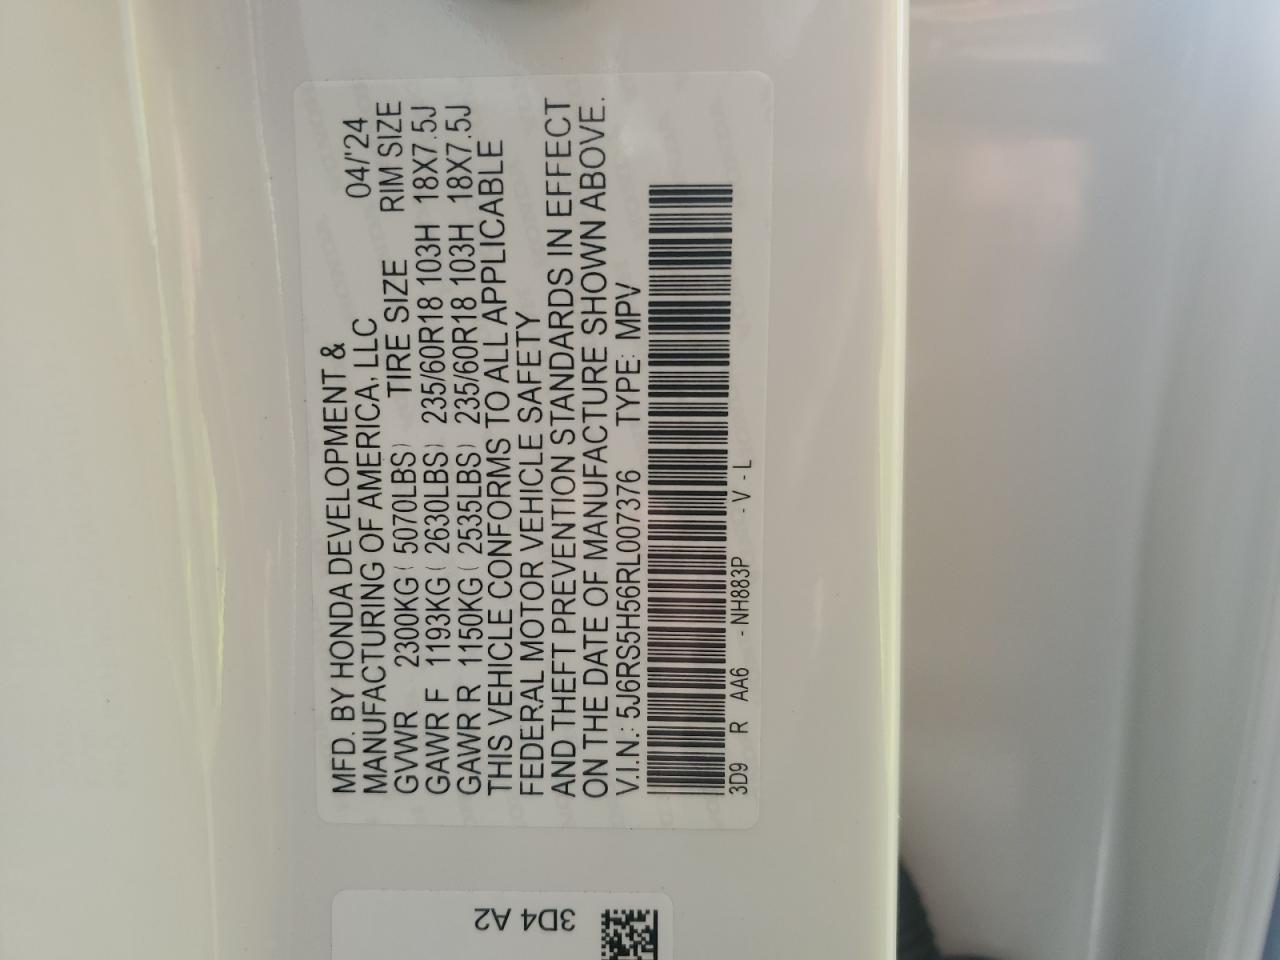 MFD. BY HONDA DEVELOPMENT &
MANUFACTURING OF AMERICA, LLC 04/'24
GVWR 2300KG (5070LBS) TIRE SIZE RIM SIZE
GAWR F 1193KG (2630LBS) 235/60R18 103H 18X7.5J
GAWR R 1150KG (2535LBS) 235/60R18 103H 18X7.5J
THIS VEHICLE CONFORMS TO ALL APPLICABLE
FEDERAL MOTOR VEHICLE SAFETY
AND THEFT PREVENTION STANDARDS IN EFFECT
ON THE DATE OF MANUFACTURE SHOWN ABOVE.
V.I.N.: 5J6RS5H56RL007376 TYPE: MPV
3D9 R AA6 - NH883P - V - L
3D4 A2